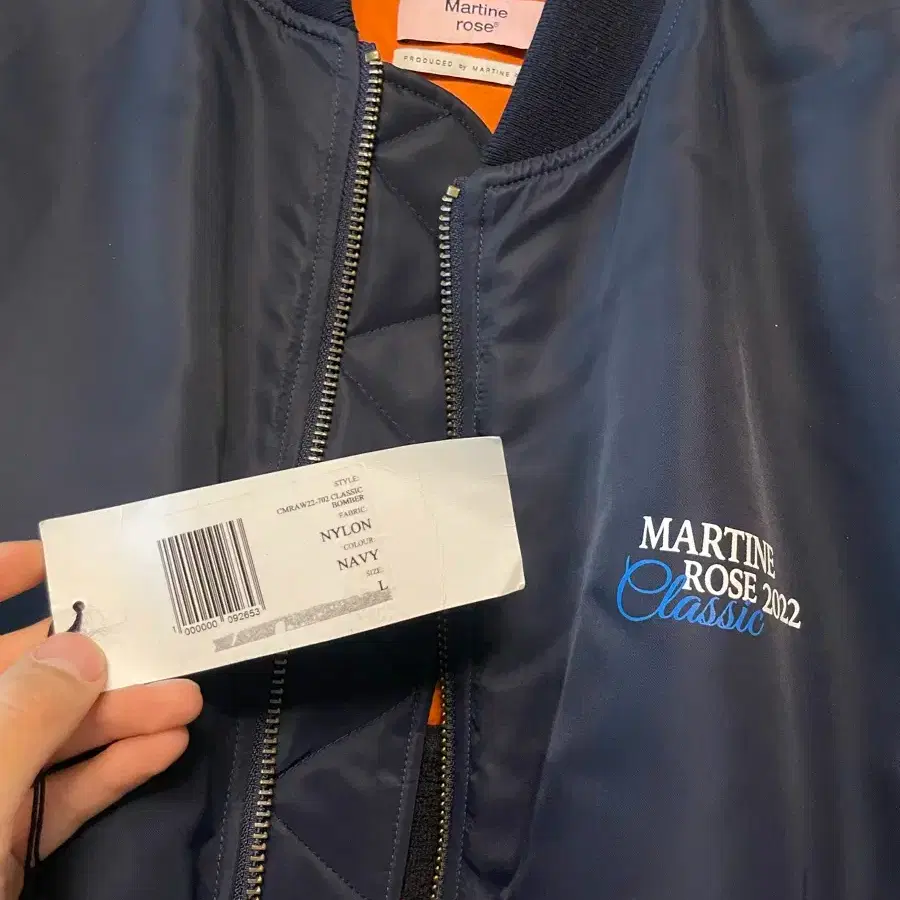 Martine
rose®
PRODUCED by MARTINE
STYLE:
CMRAW22-702 CLASSIC
BOMBER
FABRIC:
NYLON
COLOUR:
NAVY
SIZE:
L
000000 092653
MARTINE
ROSE 2022
Classic